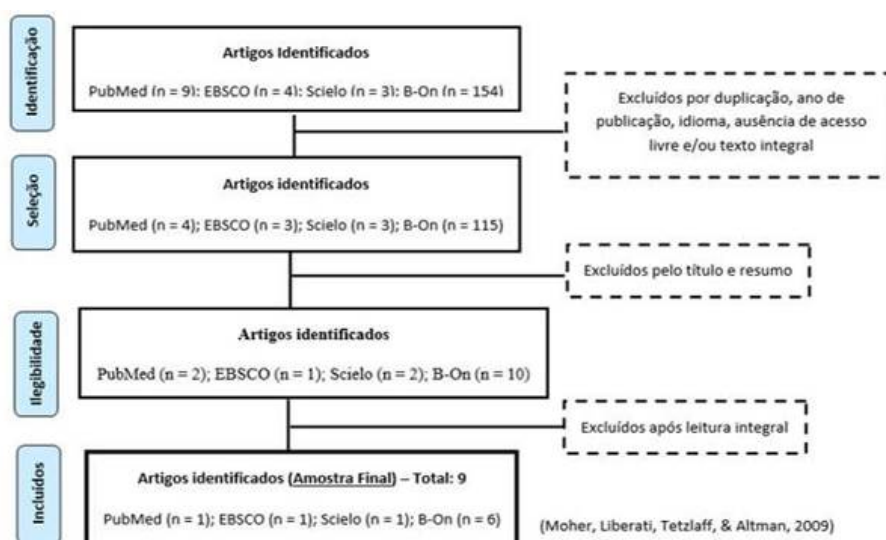 Identificação
Artigos Identificados
PubMed (n = 9); EBSCO (n = 4); Scielo (n = 3); B-On (n = 154)
Excluídos por duplicação, ano de
publicação, idioma, ausência de acesso
livre e/ou texto integral
Seleção
Artigos identificados
PubMed (n = 4); EBSCO (n = 3); Scielo (n = 3); B-On (n = 115)
Excluídos pelo título e resumo
Ilegibilidade
Artigos identificados
PubMed (n = 2); EBSCO (n = 1); Scielo (n = 2); B-On (n = 10)
Excluídos após leitura integral
Incluídos
Artigos identificados (Amostra Final) – Total: 9
PubMed (n = 1); EBSCO (n = 1); Scielo (n = 1); B-On (n = 6)
(Moher, Liberati, Tetzlaff, & Altman, 2009)